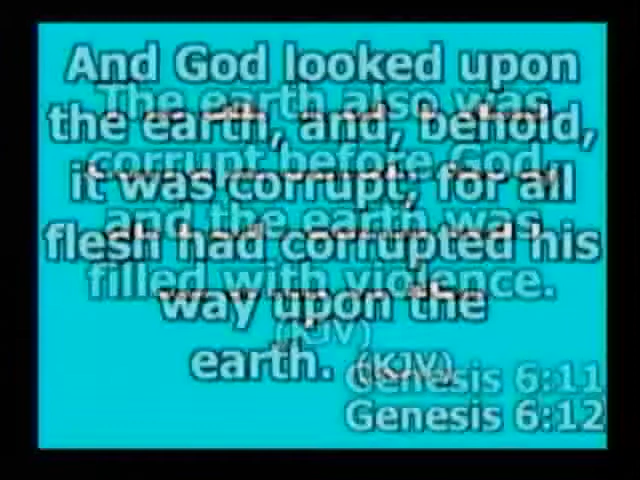 And God looked upon
The earth also was
the earth, and, behold,
corrupt before God,
it was corrupt; for all
and the earth was
flesh had corrupted his
filled with violence.
way upon the
(KJV)
earth. (KJV)
Genesis 6:11
Genesis 6:12